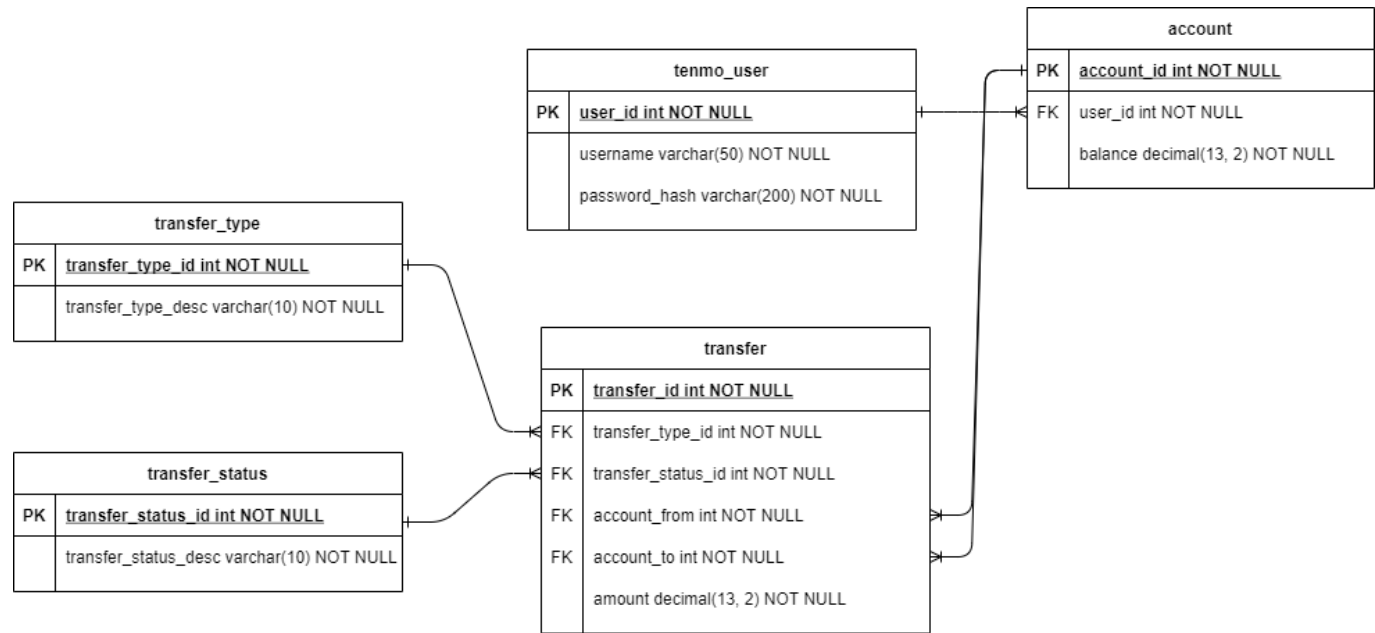 account
PK account_id int NOT NULL
FK user_id int NOT NULL
balance decimal(13, 2) NOT NULL
tenmo_user
PK user_id int NOT NULL
username varchar(50) NOT NULL
password_hash varchar(200) NOT NULL
transfer_type
PK transfer_type_id int NOT NULL
transfer_type_desc varchar(10) NOT NULL
transfer
PK transfer_id int NOT NULL
FK transfer_type_id int NOT NULL
FK transfer_status_id int NOT NULL
FK account_from int NOT NULL
FK account_to int NOT NULL
amount decimal(13, 2) NOT NULL
transfer_status
PK transfer_status_id int NOT NULL
transfer_status_desc varchar(10) NOT NULL